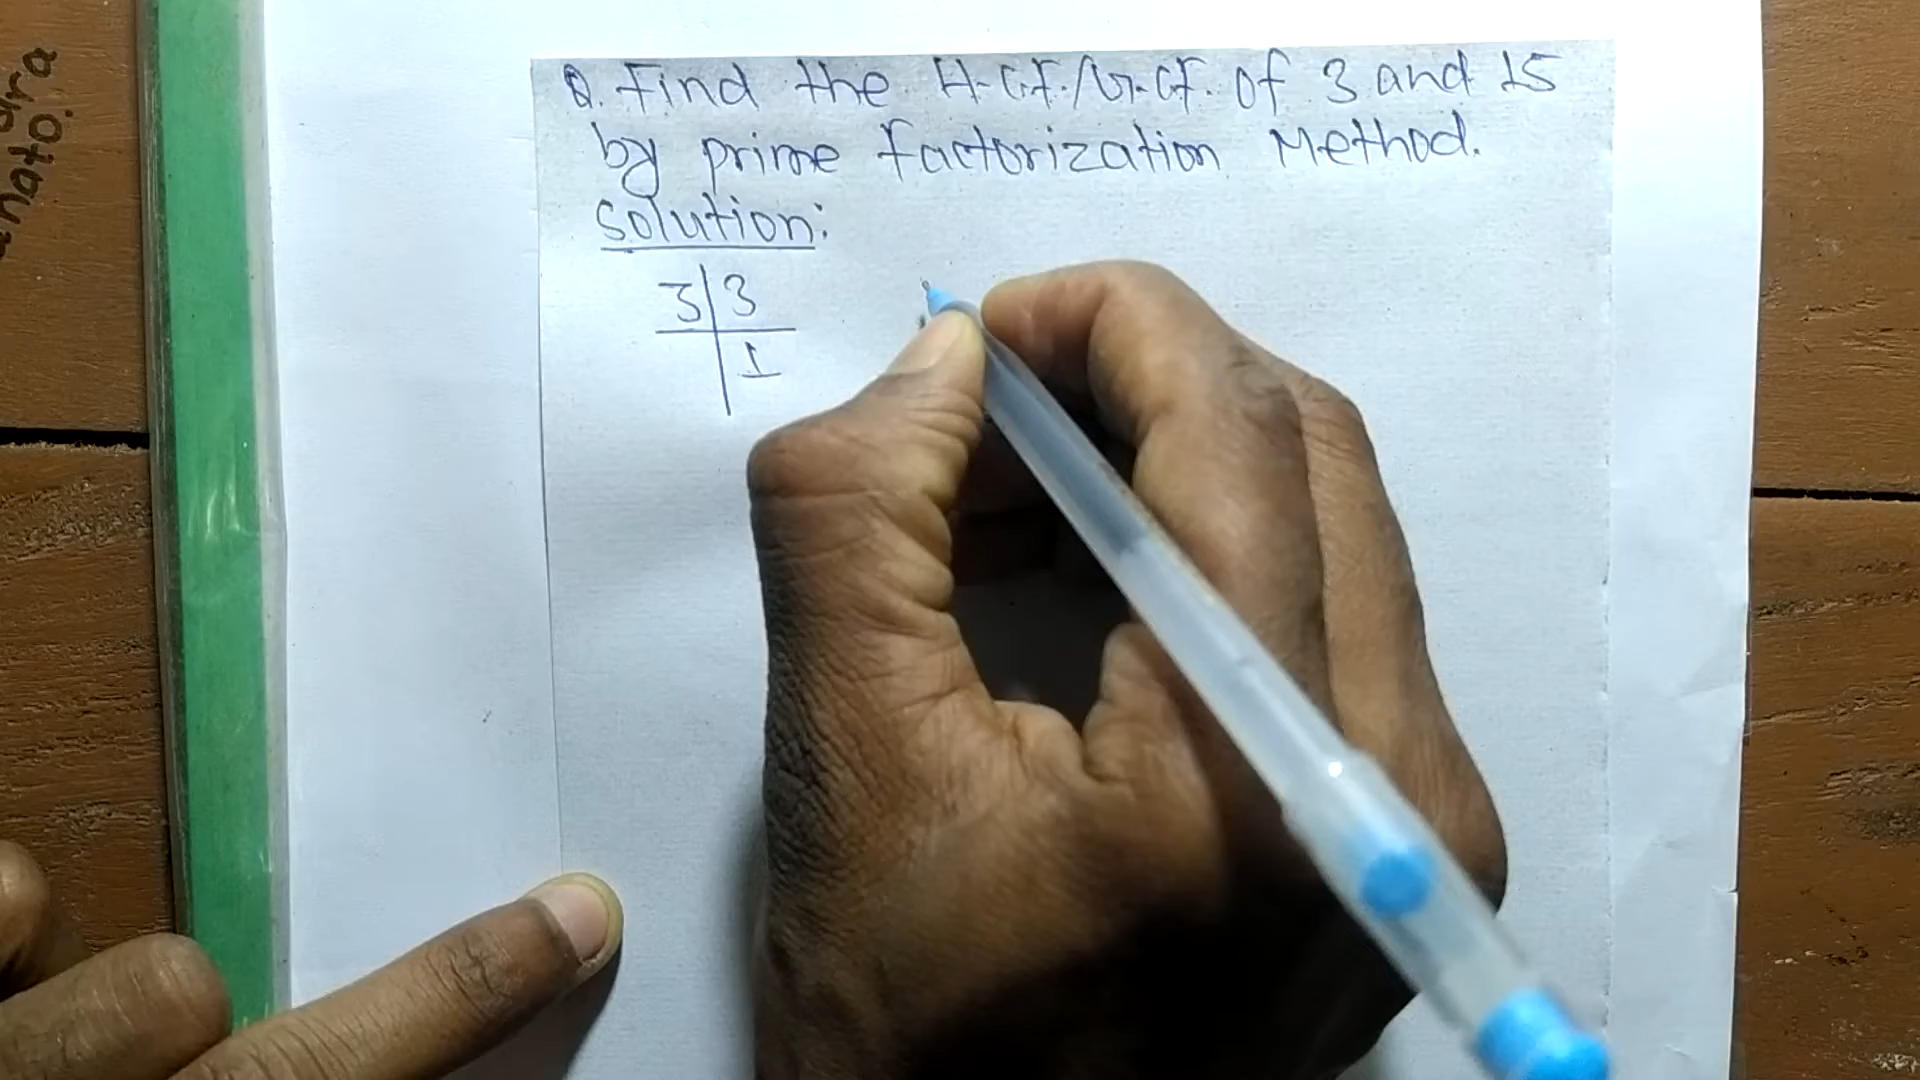 Q. Find the H.C.F./G.C.F. of 3 and 15
by prime factorization Method.
Solution:
3 3
1